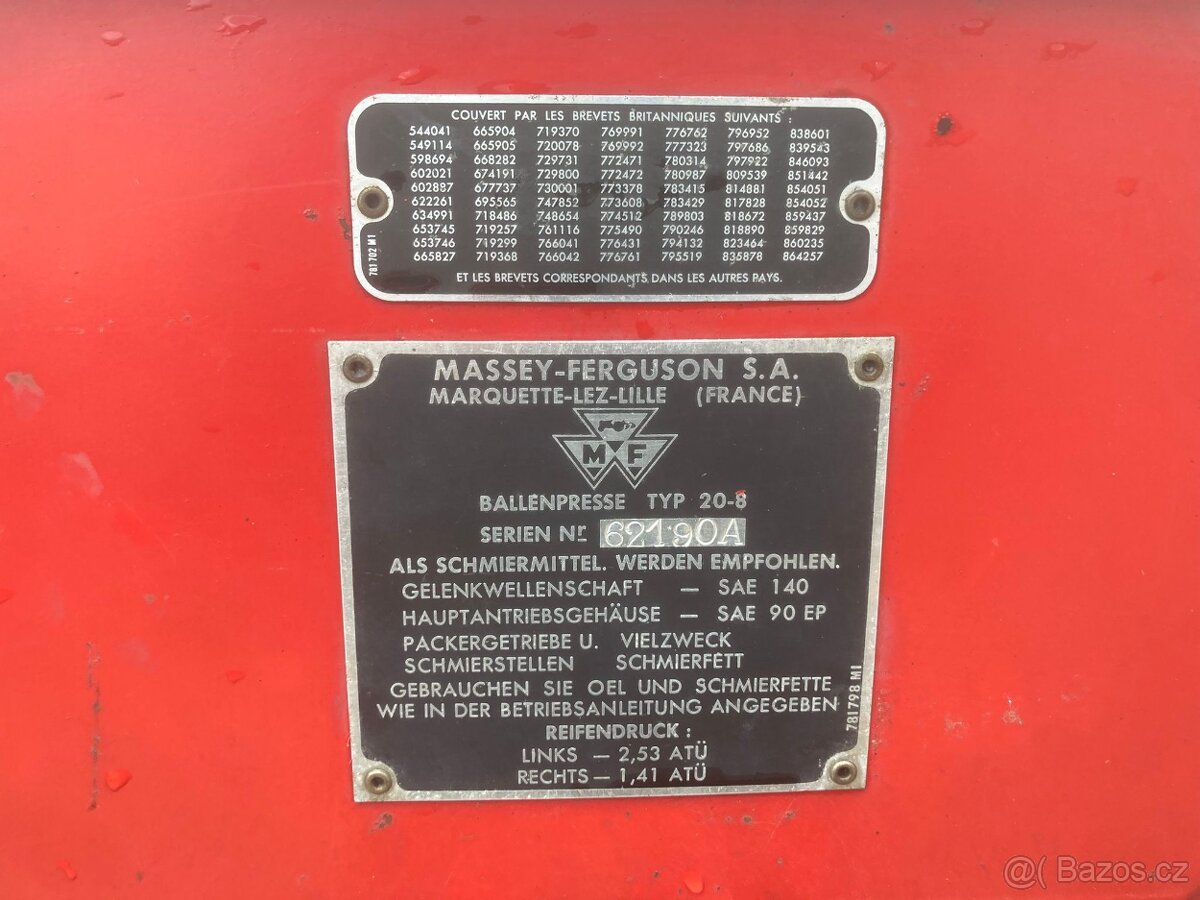 COUVERT PAR LES BREVETS BRITANNIQUES SUIVANTS :
544041 665904 719370 769991 776762 796952 838601
549114 665905 720078 769992 777323 797686 839543
598694 668282 729731 772471 780314 797922 846093
602021 674191 729800 772472 780987 809539 851442
602887 677737 730001 773378 783415 814881 854051
622261 695565 747852 773608 783429 817828 854052
634991 718486 748654 774512 789803 818672 859437
653745 719257 761116 775490 790246 818890 859829
653746 719299 766041 776431 794132 823464 860235
665827 719368 766042 776761 795519 835878 864257
ET LES BREVETS CORRESPONDANTS DANS LES AUTRES PAYS.
781 702 M1
MASSEY-FERGUSON S.A.
MARQUETTE-LEZ-LILLE (FRANCE)
MF
BALLENPRESSE TYP 20-8
SERIEN Nr 62190A
ALS SCHMIERMITTEL. WERDEN EMPFOHLEN.
GELENKWELLENSCHAFT — SAE 140
HAUPTANTRIEBSGEHÄUSE — SAE 90 EP
PACKERGETRIEBE U. VIELZWECK
SCHMIERSTELLEN SCHMIERFETT
GEBRAUCHEN SIE OEL UND SCHMIERFETTE
WIE IN DER BETRIEBSANLEITUNG ANGEGEBEN
REIFENDRUCK :
LINKS — 2,53 ATÜ
RECHTS — 1,41 ATÜ
781798 M1
@ Bazos.cz